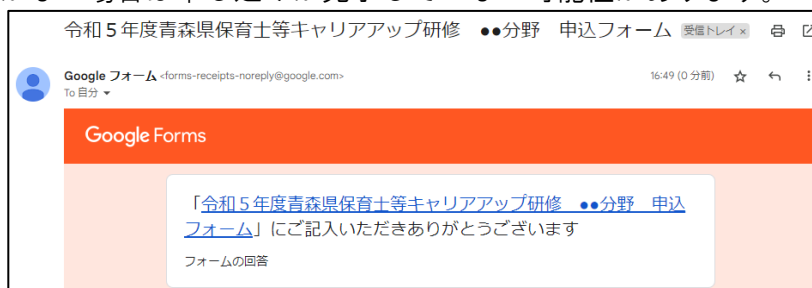 令和５年度青森県保育士等キャリアアップ研修　●●分野　申込フォーム 受信トレイ ×
Google フォーム <forms-receipts-noreply@google.com>
16:49 (0 分前)
To 自分
Google Forms
「令和５年度青森県保育士等キャリアアップ研修　●●分野　申込
フォーム」にご記入いただきありがとうございます
フォームの回答